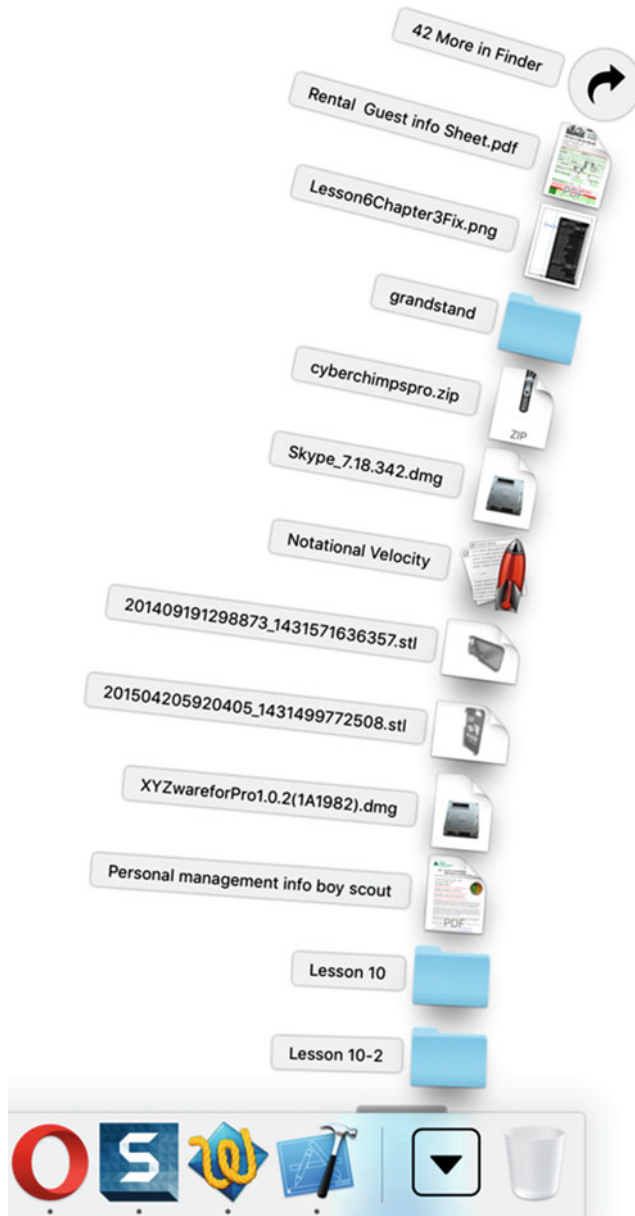 42 More in Finder
Rental Guest info Sheet.pdf
PDF
Lesson6Chapter3Fix.png
grandstand
cyberchimpspro.zip
ZIP
Skype_7.18.342.dmg
Notational Velocity
201409191298873_1431571636357.stl
201504205920405_1431499772508.stl
XYZwareforPro1.0.2(1A1982).dmg
Personal management info boy scout
PDF
Lesson 10
Lesson 10-2
S